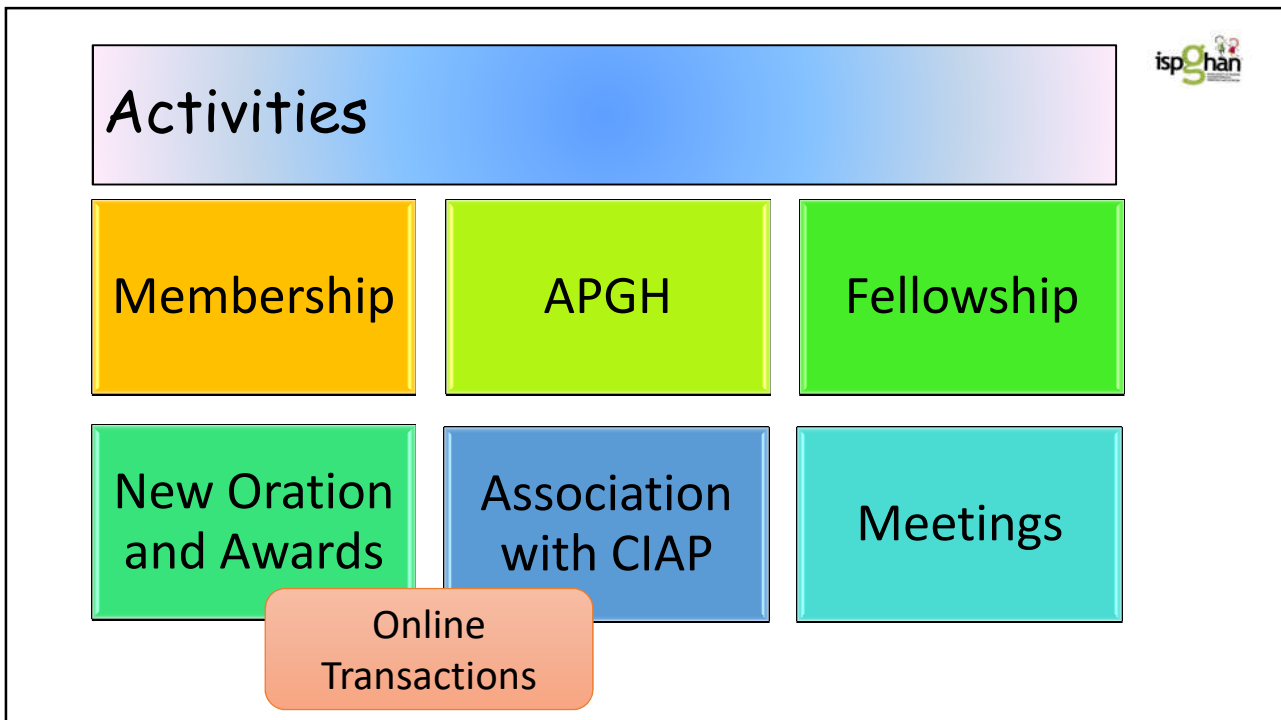 Activities
ispghan
Membership
APGH
Fellowship
New Oration
and Awards
Association
with CIAP
Meetings
Online
Transactions